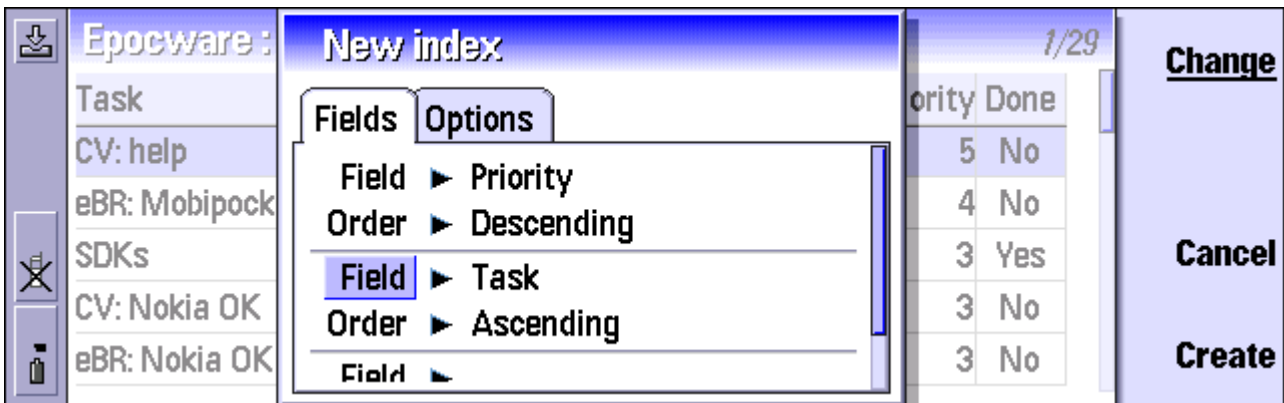 Epocware :
1/29
Task
ority Done
CV: help
5 No
eBR: Mobipock
4 No
SDKs
3 Yes
CV: Nokia OK
3 No
eBR: Nokia OK
3 No
New index
Fields Options
Field Priority
Order Descending
Field Task
Order Ascending
Field
Change
Cancel
Create